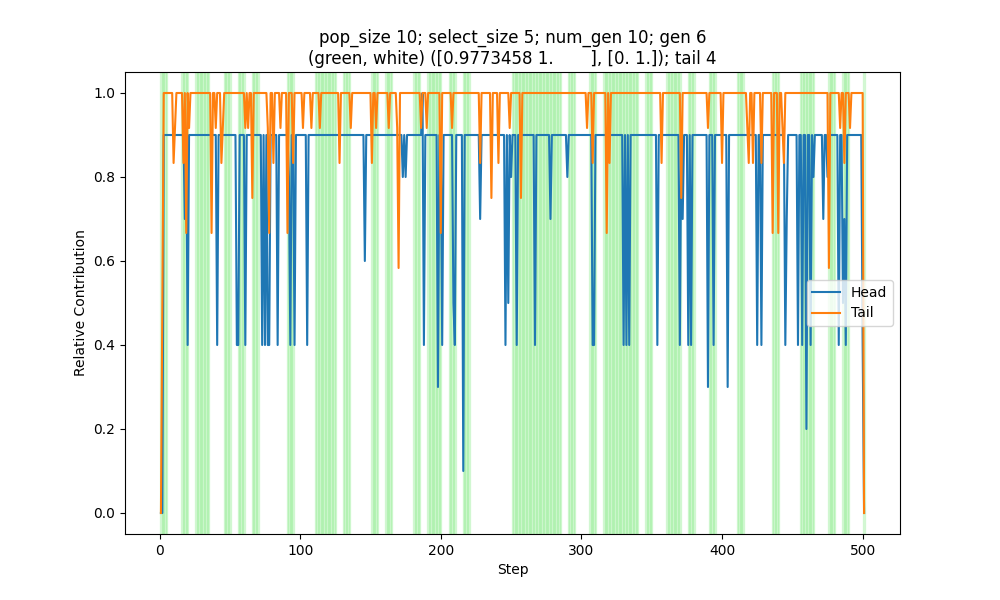 pop_size 10; select_size 5; num_gen 10; gen 6
(green, white) ([0.9773458 1.        ], [0. 1.]); tail 4
1.0
0.8
0.6
0.4
0.2
0.0
Relative Contribution
Head
Tail
0 100 200 300 400 500
Step